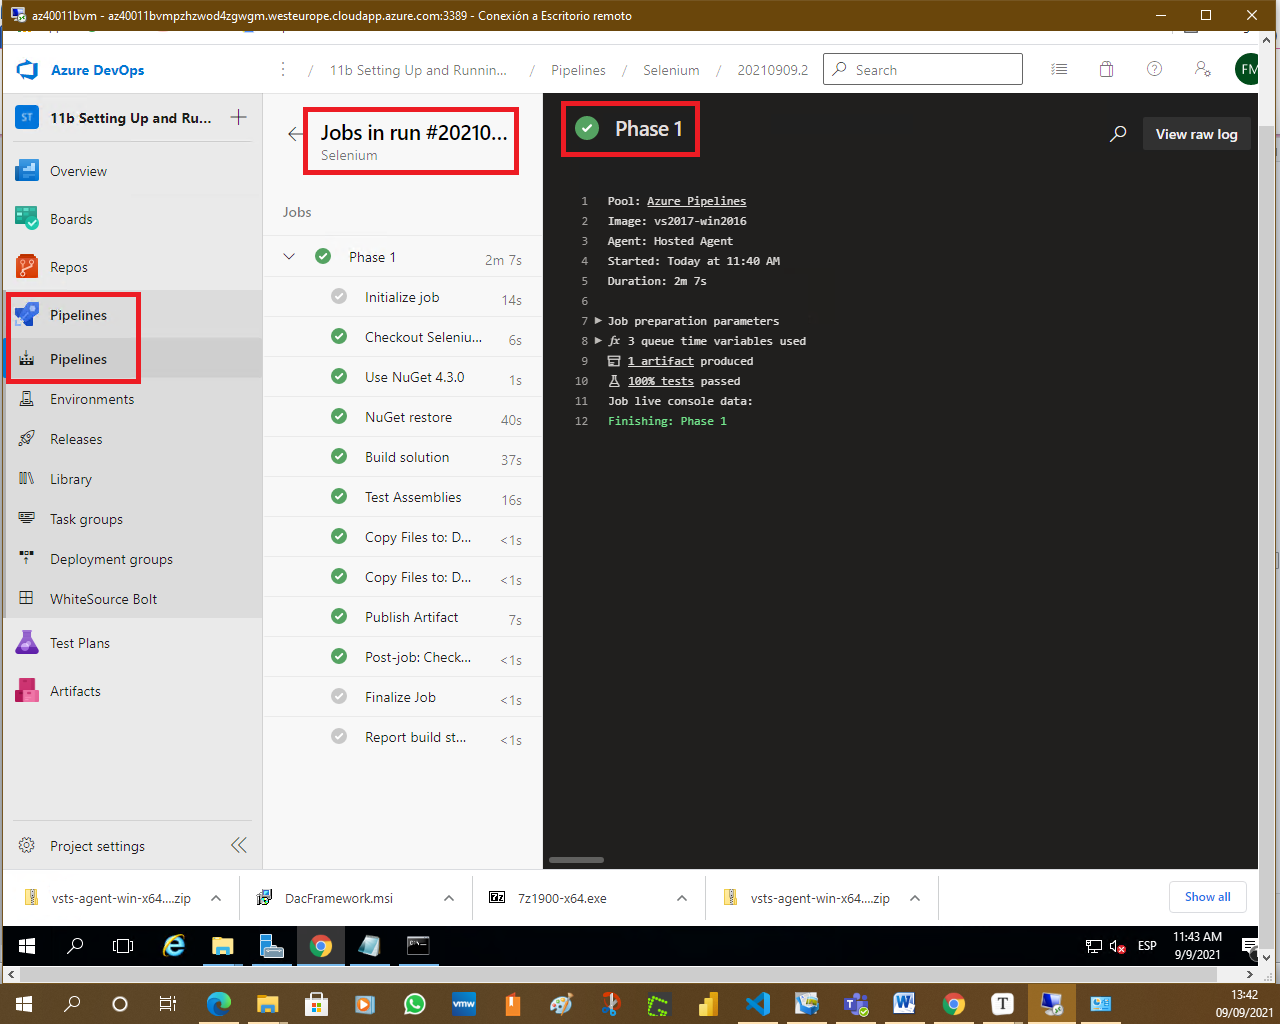 az40011bvm - az40011bvmpzhzwod4zgwgm.westeurope.cloudapp.azure.com:3389 - Conexión a Escritorio remoto
Azure DevOps
/ 11b Setting Up and Runnin... / Pipelines / Selenium / 20210909.2
Search
FM
ST 11b Setting Up and Ru...
Overview
Boards
Repos
Pipelines
Pipelines
Environments
Releases
Library
Task groups
Deployment groups
WhiteSource Bolt
Test Plans
Artifacts
Project settings
Jobs in run #20210...
Selenium
Jobs
Phase 1 2m 7s
Initialize job 14s
Checkout Seleniu... 6s
Use NuGet 4.3.0 1s
NuGet restore 40s
Build solution 37s
Test Assemblies 16s
Copy Files to: D... <1s
Copy Files to: D... <1s
Publish Artifact 7s
Post-job: Check... <1s
Finalize Job <1s
Report build st... <1s
Phase 1
View raw log
1 Pool: Azure Pipelines
2 Image: vs2017-win2016
3 Agent: Hosted Agent
4 Started: Today at 11:40 AM
5 Duration: 2m 7s
6
7 Job preparation parameters
8 fx 3 queue time variables used
9 1 artifact produced
10 100% tests passed
11 Job live console data:
12 Finishing: Phase 1
vsts-agent-win-x64....zip
DacFramework.msi
7z 7z1900-x64.exe
vsts-agent-win-x64....zip
Show all
ESP
11:43 AM
9/9/2021
vmw
13:42
09/09/2021